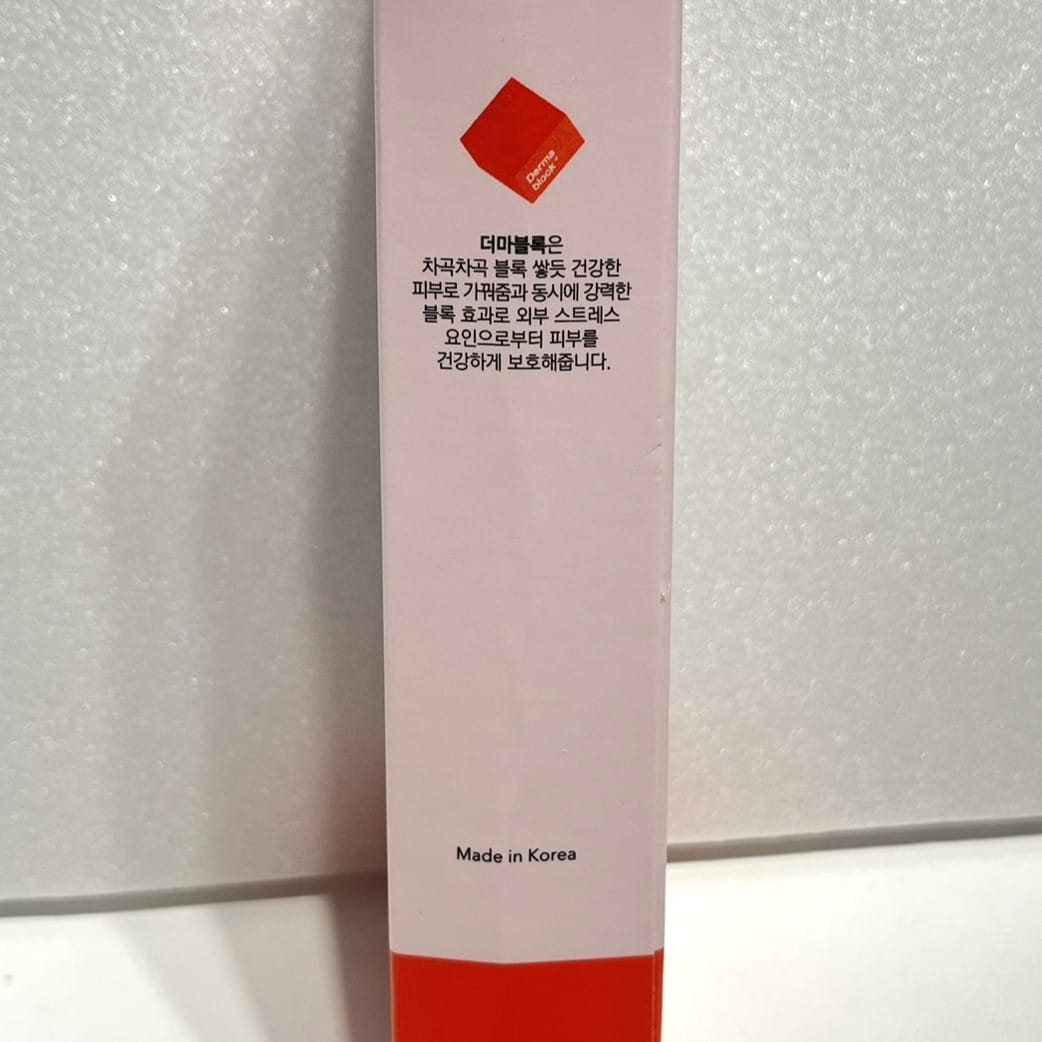 Derma
block
더마블록은
차곡차곡 블록 쌓듯 건강한
피부로 가꿔줌과 동시에 강력한
블록 효과로 외부 스트레스
요인으로부터 피부를
건강하게 보호해줍니다.
Made in Korea